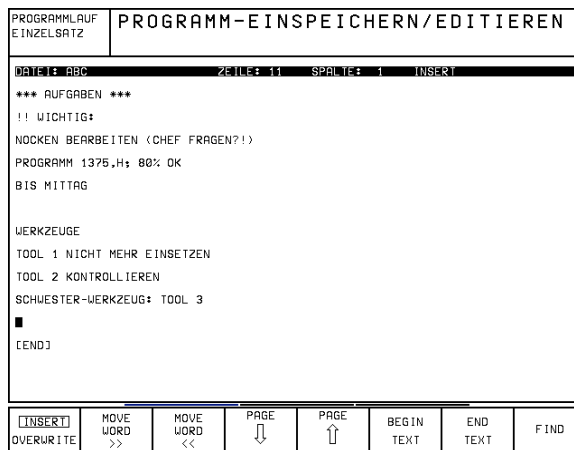 PROGRAMMLAUF
EINZELSATZ
PROGRAMM-EINSPEICHERN/EDITIEREN
DATEI: ABC ZEILE: 11 SPALTE: 1 INSERT
*** AUFGABEN ***
!! WICHTIG:
NOCKEN BEARBEITEN (CHEF FRAGEN?!)
PROGRAMM 1375,H; 80% OK
BIS MITTAG
WERKZEUGE
TOOL 1 NICHT MEHR EINSETZEN
TOOL 2 KONTROLLIEREN
SCHWESTER-WERKZEUG: TOOL 3
[END]
INSERT
OVERWRITE
MOVE
WORD
>>
MOVE
WORD
<<
PAGE
PAGE
BEGIN
TEXT
END
TEXT
FIND